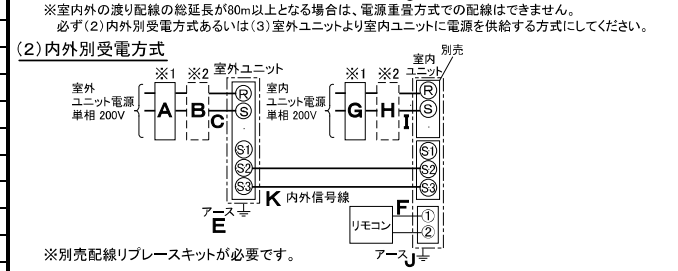 ※室内外の渡り配線の総延長が80m以上となる場合は、電源重畳方式での配線はできません。
必ず(2)内外別受電方式あるいは(3)室外ユニットより室内ユニットに電源を供給する方式にしてください。
(2)内外別受電方式
別売
※1 ※2 室外ユニット
※1 ※2 室内
ユニット
室外
ユニット電源
単相 200V
A
B
C
R
S
室内
ユニット電源
単相 200V
G
H
I
R
S
S1
S2
S3
S1
S2
S3
K 内外信号線
アース
E
リモコン
F
①
②
アース
J
※別売配線リプレースキットが必要です。